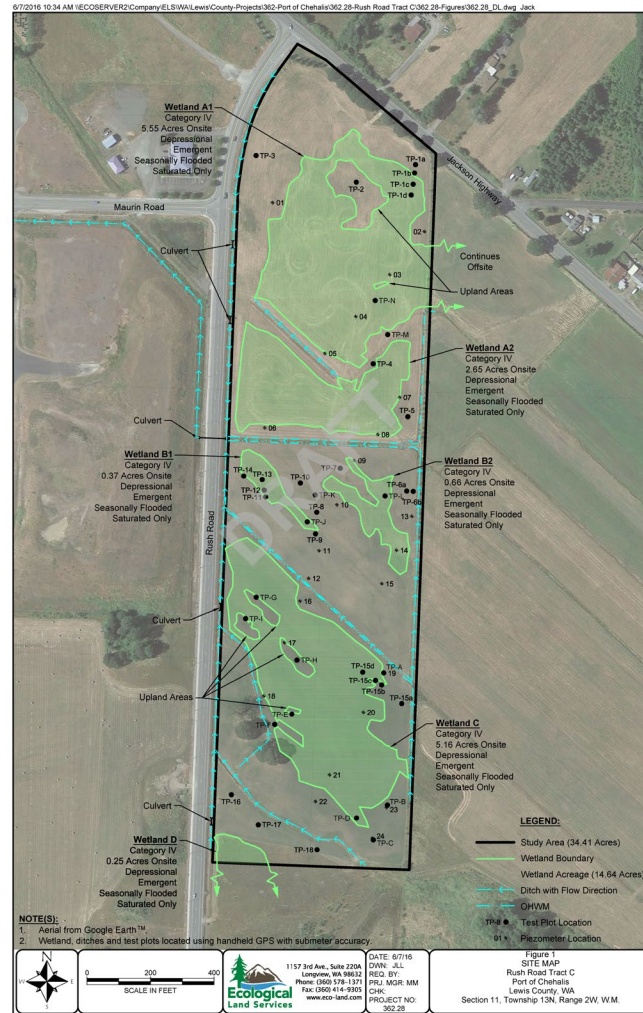 6/7/2016 10:34 AM \\ECOSERVER2\Company\ELS\WA\Lewis\County-Projects\362-Port of Chehalis\362.28-Rush Road Tract C\362.28-Figures\362.28_DL.dwg Jack
Wetland A1
Category IV
5.55 Acres Onsite
Depressional
Emergent
Seasonally Flooded
Saturated Only
TP-3
TP-1a
TP-1b
TP-1c
TP-1d
TP-2
Jackson Highway
01
Maurin Road
02
Culvert
Continues
Offsite
03
Upland Areas
TP-N
04
TP-M
05
TP-4
Wetland A2
Category IV
2.65 Acres Onsite
Depressional
Emergent
Seasonally Flooded
Saturated Only
07
TP-5
Culvert
06
08
DRAFT
Wetland B1
Category IV
0.37 Acres Onsite
Depressional
Emergent
Seasonally Flooded
Saturated Only
09
TP-7
TP-14
TP-13
TP-10
TP-12
TP-11
TP-K
TP-8
10
TP-L
TP-6a
TP-6b
Wetland B2
Category IV
0.66 Acres Onsite
Depressional
Emergent
Seasonally Flooded
Saturated Only
13
TP-J
TP-9
Rush Road
11
14
12
15
TP-G
16
TP-I
Culvert
17
TP-H
TP-15d
TP-A
19
TP-15c
TP-15b
TP-15a
Upland Areas
18
TP-E
TP-F
20
Wetland C
Category IV
5.16 Acres Onsite
Depressional
Emergent
Seasonally Flooded
Saturated Only
21
TP-16
22
TP-B
23
Culvert
TP-17
TP-D
24
TP-C
TP-18
Wetland D
Category IV
0.25 Acres Onsite
Depressional
Emergent
Seasonally Flooded
Saturated Only
LEGEND:
Study Area (34.41 Acres)
Wetland Boundary
Wetland Acreage (14.64 Acres)
Ditch with Flow Direction
OHWM
TP-8 Test Plot Location
01 Piezometer Location
NOTE(S):
1. Aerial from Google Earth™.
2. Wetland, ditches and test plots located using handheld GPS with submeter accuracy.
N
W E
S
0 200 400
SCALE IN FEET
Ecological
Land Services
1157 3rd Ave., Suite 220A
Longview, WA 98632
Phone: (360) 578-1371
Fax: (360) 414-9305
www.eco-land.com
DATE: 6/7/16
DWN: JLL
REQ. BY:
PRJ. MGR: MM
CHK:
PROJECT NO:
362.28
Figure 1
SITE MAP
Rush Road Tract C
Port of Chehalis
Lewis County, WA
Section 11, Township 13N, Range 2W, W.M.